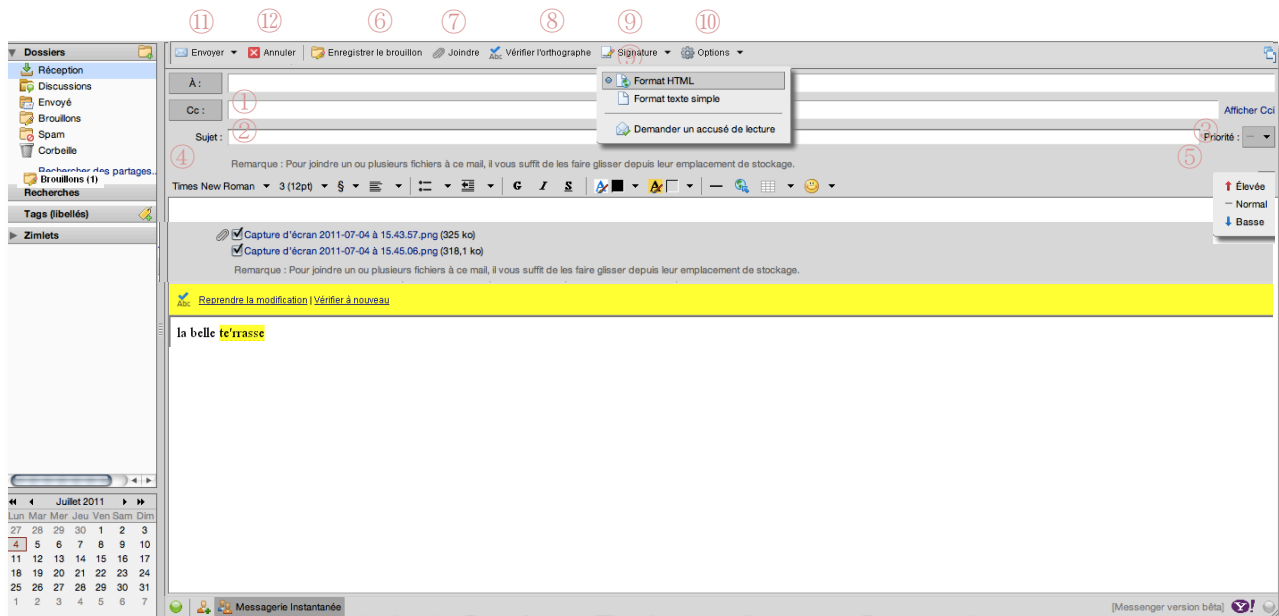 ⑪ ⑫ ⑥ ⑦ ⑧ ⑨ ⑩
Dossiers
Réception
Discussions
Envoyé
Brouillons
Spam
Corbeille
Rechercher des partages..
Brouillons (1)
Recherches
Tags (libellés)
Zimlets
Envoyer Annuler Enregistrer le brouillon Joindre Vérifier l'orthographe Signature Options
⑨
À :
Format HTML
Format texte simple
Demander un accusé de lecture
①
Cc :
Afficher Cci
②
Sujet :
③
Priorité : –
④
⑤
Remarque : Pour joindre un ou plusieurs fichiers à ce mail, il vous suffit de les faire glisser depuis leur emplacement de stockage.
Times New Roman 3 (12pt) § G I S
Élevée
Normal
Basse
Capture d'écran 2011-07-04 à 15.43.57.png (325 ko)
Capture d'écran 2011-07-04 à 15.45.06.png (318,1 ko)
Remarque : Pour joindre un ou plusieurs fichiers à ce mail, il vous suffit de les faire glisser depuis leur emplacement de stockage.
Abc Reprendre la modification | Vérifier à nouveau
la belle te'rrasse
Juillet 2011
Lun Mar Mer Jeu Ven Sam Dim
27 28 29 30 1 2 3
4 5 6 7 8 9 10
11 12 13 14 15 16 17
18 19 20 21 22 23 24
25 26 27 28 29 30 31
1 2 3 4 5 6 7
Messagerie Instantanée
[Messenger version bêta] Y!